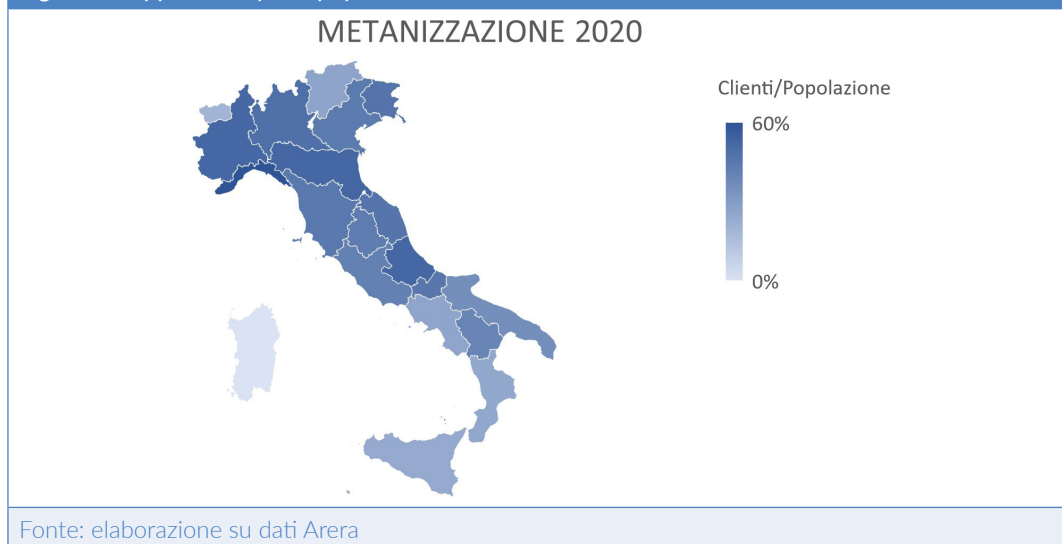 METANIZZAZIONE 2020
Clienti/Popolazione
60%
0%
Fonte: elaborazione su dati Arera